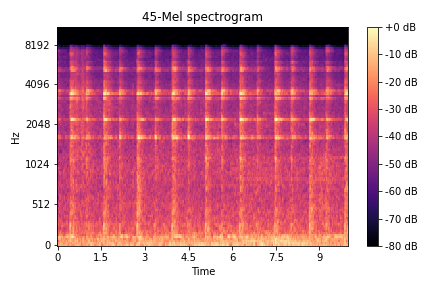 45-Mel spectrogram
8192
4096
2048
1024
512
0
Hz
0 1.5 3 4.5 6 7.5 9
Time
+0 dB
-10 dB
-20 dB
-30 dB
-40 dB
-50 dB
-60 dB
-70 dB
-80 dB